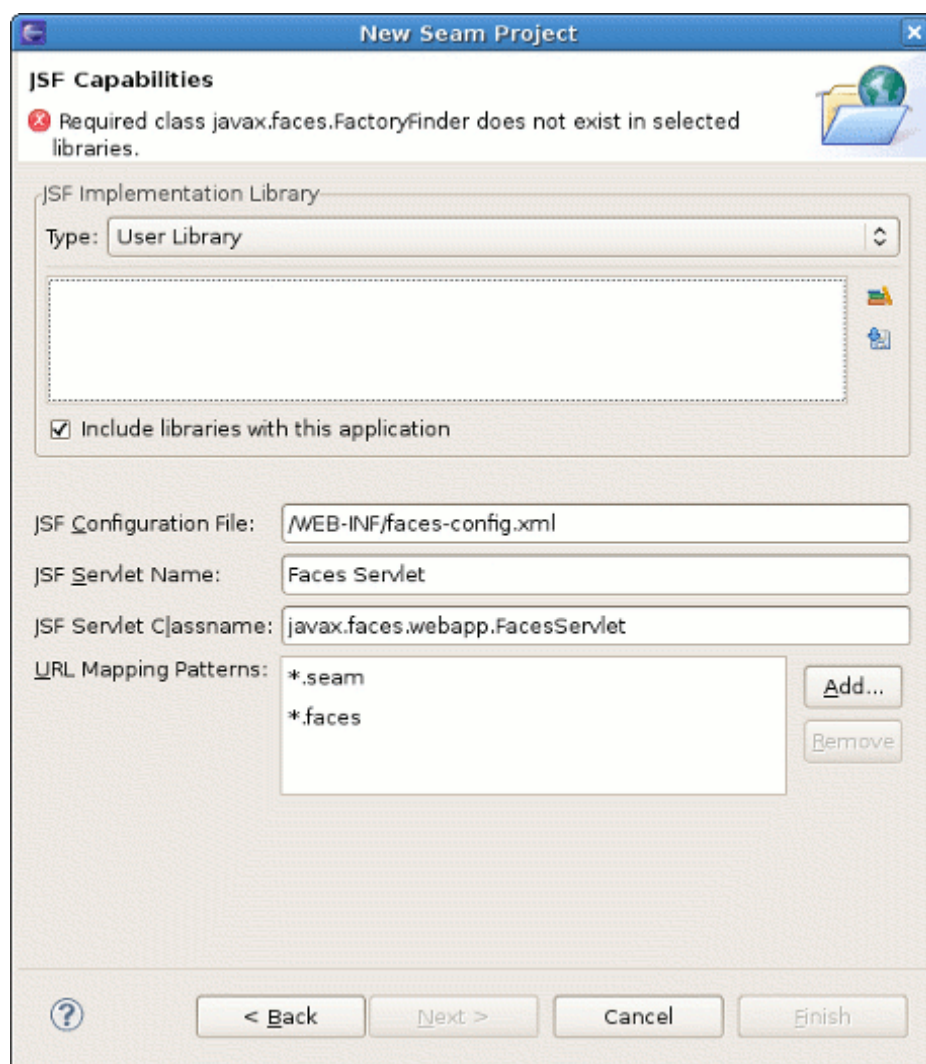 New Seam Project
JSF Capabilities
Required class javax.faces.FactoryFinder does not exist in selected
libraries.
JSF Implementation Library
Type: User Library
Include libraries with this application
JSF Configuration File: /WEB-INF/faces-config.xml
JSF Servlet Name: Faces Servlet
JSF Servlet Classname: javax.faces.webapp.FacesServlet
URL Mapping Patterns: *.seam
Add...
*.faces
Remove
? < Back Next > Cancel Finish